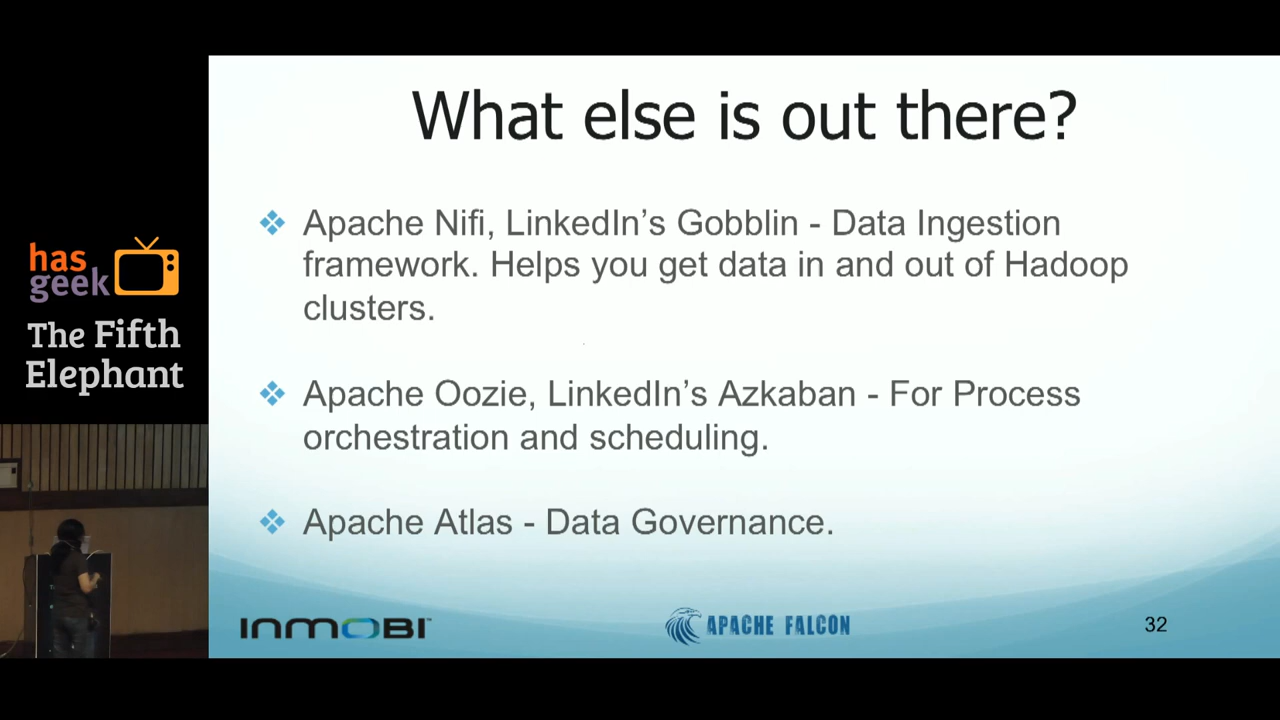 What else is out there?
Apache Nifi, LinkedIn’s Gobblin - Data Ingestion
framework. Helps you get data in and out of Hadoop
clusters.
Apache Oozie, LinkedIn’s Azkaban - For Process
orchestration and scheduling.
Apache Atlas - Data Governance.
INMOBI™
APACHE FALCON
32
has
geek
The Fifth
Elephant